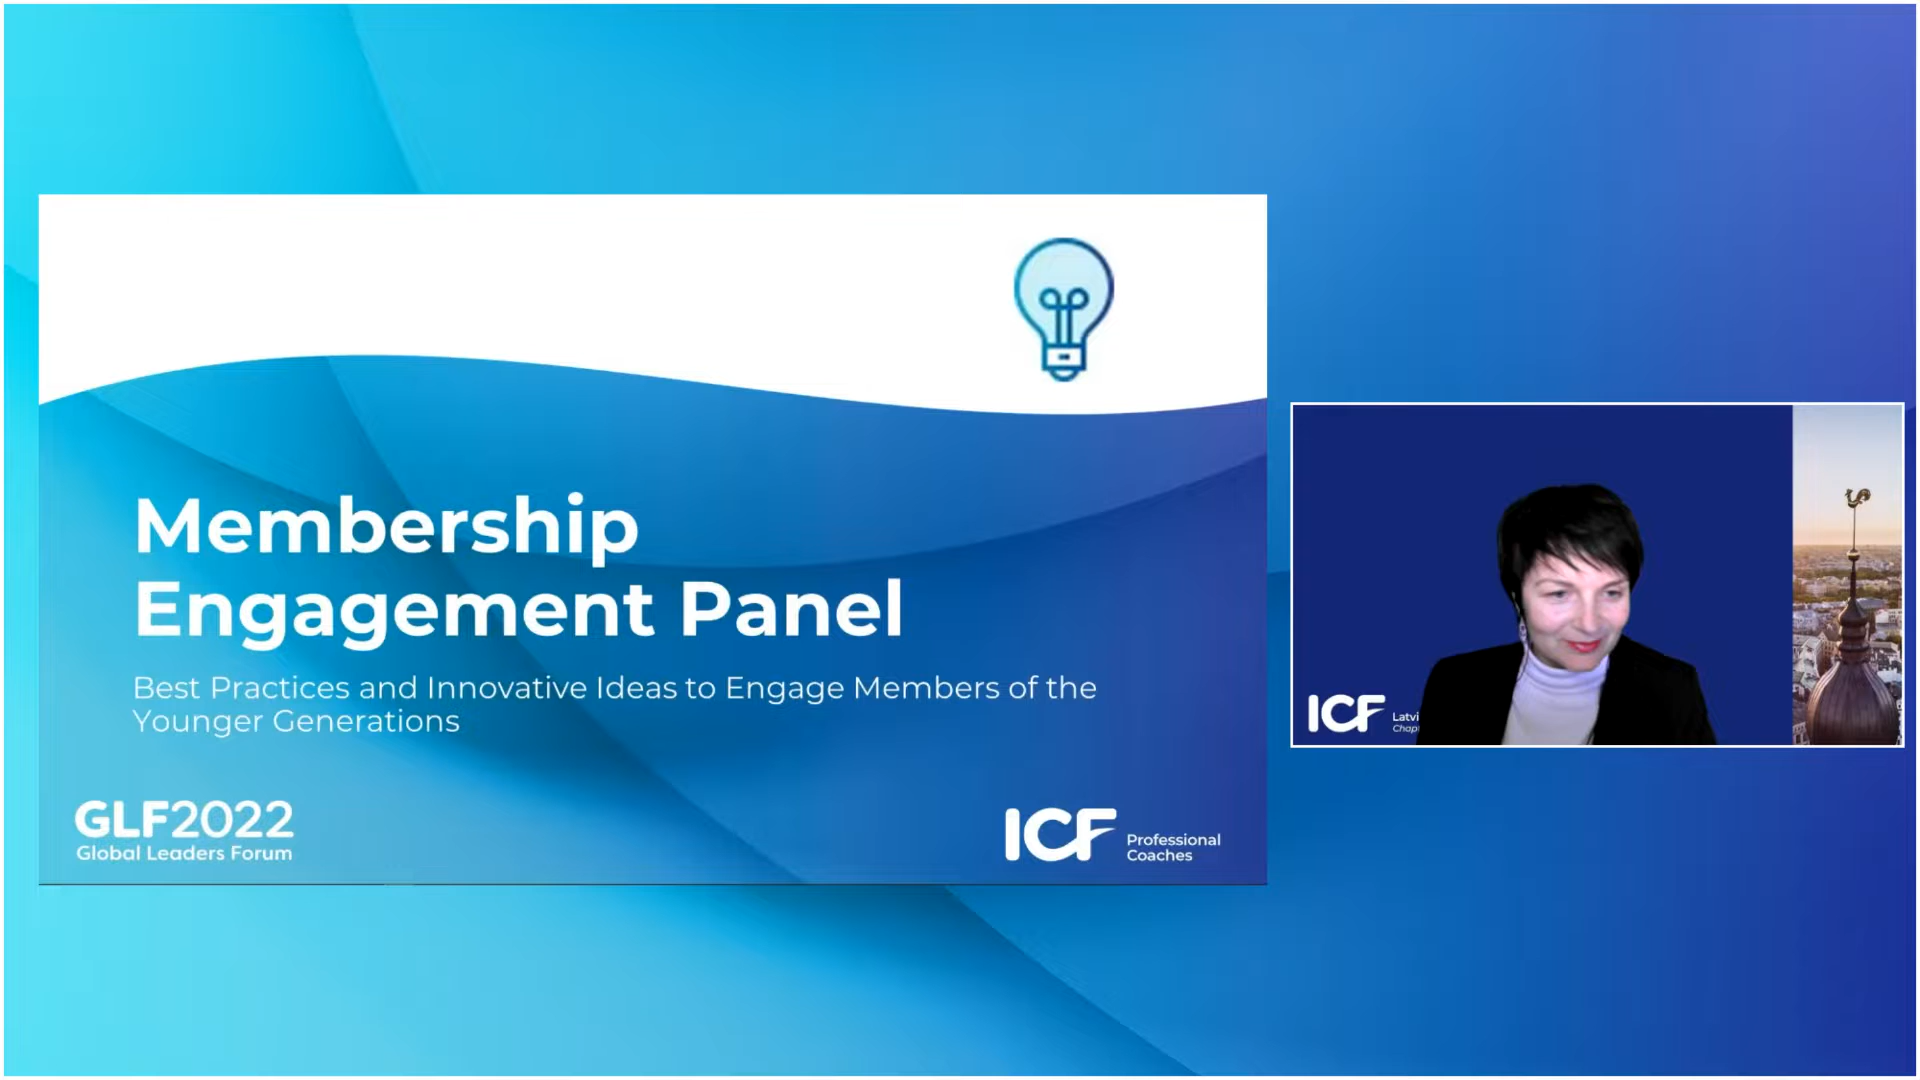 Membership
Engagement Panel
Best Practices and Innovative Ideas to Engage Members of the
Younger Generations
GLF2022
Global Leaders Forum
ICF
Professional
Coaches
ICF